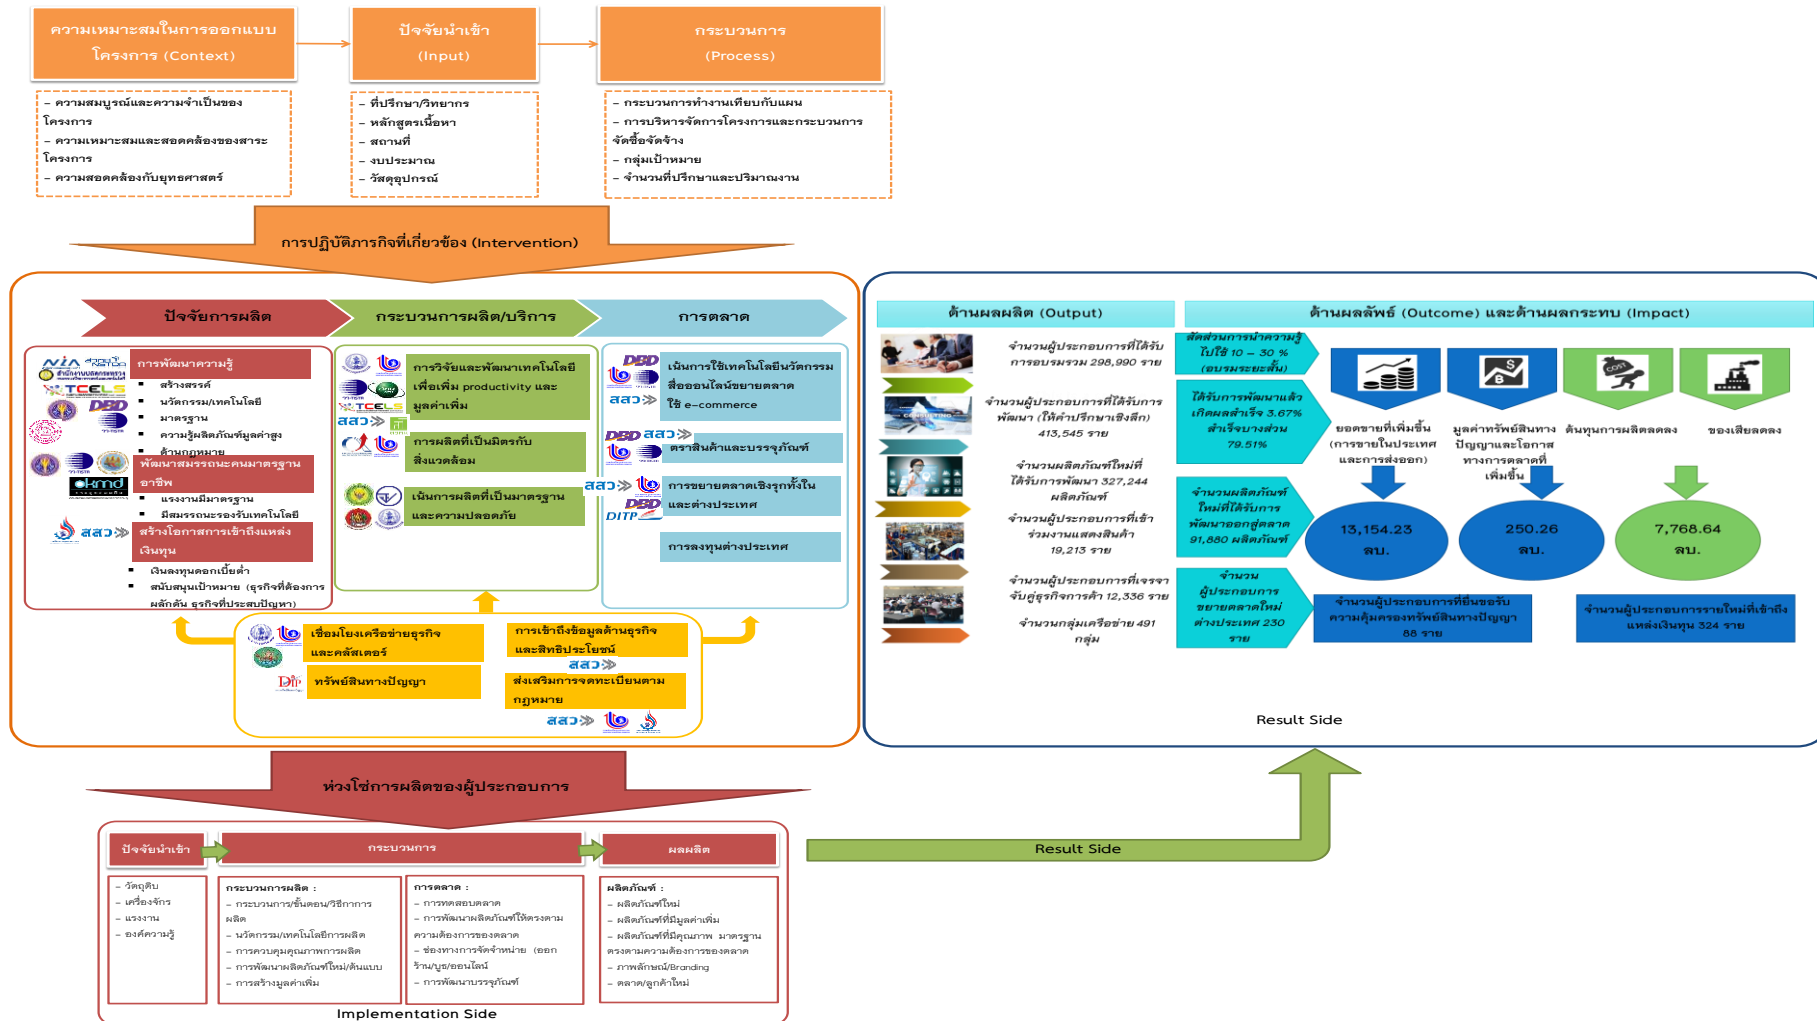 ความเหมาะสมในการออกแบบ
โครงการ (Context)
ปัจจัยนำเข้า
(Input)
กระบวนการ
(Process)
- ความสมบูรณ์และความจำเป็นของ
โครงการ
- ความเหมาะสมและสอดคล้องของสาระ
โครงการ
- ความสอดคล้องกับยุทธศาสตร์
- ที่ปรึกษา/วิทยากร
- หลักสูตรเนื้อหา
- สถานที่
- งบประมาณ
- วัสดุอุปกรณ์
- กระบวนการทำงานเทียบกับแผน
- การบริหารจัดการโครงการและกระบวนการ
จัดซื้อจัดจ้าง
- กลุ่มเป้าหมาย
- จำนวนที่ปรึกษาและปริมาณงาน
การปฏิบัติภารกิจที่เกี่ยวข้อง (Intervention)
ปัจจัยการผลิต
กระบวนการผลิต/บริการ
การตลาด
การพัฒนาความรู้
▪ สร้างสรรค์
▪ นวัตกรรม/เทคโนโลยี
▪ มาตรฐาน
▪ ความรู้ผลิตภัณฑ์มูลค่าสูง
▪ ด้านกฎหมาย
พัฒนาสมรรถนะคนมาตรฐาน
อาชีพ
▪ แรงงานมีมาตรฐาน
▪ มีสมรรถนะรองรับเทคโนโลยี
สร้างโอกาสการเข้าถึงแหล่ง
เงินทุน
▪ เงินลงทุนดอกเบี้ยต่ำ
▪ สนับสนุนเป้าหมาย (ธุรกิจที่ต้องการ
ผลักดัน ธุรกิจที่ประสบปัญหา)
NIA
TCELS
DBD
okmd
สสว
การวิจัยและพัฒนาเทคโนโลยี
เพื่อเพิ่ม productivity และ
มูลค่าเพิ่ม
การผลิตที่เป็นมิตรกับ
สิ่งแวดล้อม
เน้นการผลิตที่เป็นมาตรฐาน
และความปลอดภัย
TCELS
สสว
เน้นการใช้เทคโนโลยีนวัตกรรม
สื่อออนไลน์ขยายตลาด
ใช้ e-commerce
ตราสินค้าและบรรจุภัณฑ์
การขยายตลาดเชิงรุกทั้งใน
และต่างประเทศ
การลงทุนต่างประเทศ
DBD
สสว
DBD สสว
สสว
DBD
DITP
เชื่อมโยงเครือข่ายธุรกิจ
และคลัสเตอร์
ทรัพย์สินทางปัญญา
DIP
การเข้าถึงข้อมูลด้านธุรกิจ
และสิทธิประโยชน์
สสว
ส่งเสริมการจดทะเบียนตาม
กฎหมาย
สสว
ด้านผลผลิต (Output)
จำนวนผู้ประกอบการที่ได้รับ
การอบรมรวม 298,990 ราย
จำนวนผู้ประกอบการที่ได้รับการ
พัฒนา (ให้คำปรึกษาเชิงลึก)
413,545 ราย
จำนวนผลิตภัณฑ์ใหม่ที่
ได้รับการพัฒนา 327,244
ผลิตภัณฑ์
จำนวนผู้ประกอบการที่เข้า
ร่วมงานแสดงสินค้า
19,213 ราย
จำนวนผู้ประกอบการที่เจรจา
จับคู่ธุรกิจการค้า 12,336 ราย
จำนวนกลุ่มเครือข่าย 491
กลุ่ม
CONSULTING
ด้านผลลัพธ์ (Outcome) และด้านผลกระทบ (Impact)
สัดส่วนการนำความรู้
ไปใช้ 10 – 30 %
(อบรมระยะสั้น)
ได้รับการพัฒนาแล้ว
เกิดผลสำเร็จ 3.67%
สำเร็จบางส่วน
79.51%
จำนวนผลิตภัณฑ์
ใหม่ที่ได้รับการ
พัฒนาออกสู่ตลาด
91,880 ผลิตภัณฑ์
จำนวน
ผู้ประกอบการ
ขยายตลาดใหม่
ต่างประเทศ 230
ราย
COST
ยอดขายที่เพิ่มขึ้น
(การขายในประเทศ
และการส่งออก)
มูลค่าทรัพย์สินทาง
ปัญญาและโอกาส
ทางการตลาดที่
เพิ่มขึ้น
ต้นทุนการผลิตลดลง
ของเสียลดลง
13,154.23
ลบ.
250.26
ลบ.
7,768.64
ลบ.
จำนวนผู้ประกอบการที่ยื่นขอรับ
ความคุ้มครองทรัพย์สินทางปัญญา
88 ราย
จำนวนผู้ประกอบการรายใหม่ที่เข้าถึง
แหล่งเงินทุน 324 ราย
Result Side
ห่วงโซ่การผลิตของผู้ประกอบการ
ปัจจัยนำเข้า
กระบวนการ
ผลผลิต
- วัตถุดิบ
- เครื่องจักร
- แรงงาน
- องค์ความรู้
กระบวนการผลิต :
- กระบวนการ/ขั้นตอน/วิธีกาการ
ผลิต
- นวัตกรรม/เทคโนโลยีการผลิต
- การควบคุมคุณภาพการผลิต
- การพัฒนาผลิตภัณฑ์ใหม่/ต้นแบบ
- การสร้างมูลค่าเพิ่ม
การตลาด :
- การทดสอบตลาด
- การพัฒนาผลิตภัณฑ์ให้ตรงตาม
ความต้องการของตลาด
- ช่องทางการจัดจำหน่าย (ออก
ร้าน/บูธ/ออนไลน์
- การพัฒนาบรรจุภัณฑ์
ผลิตภัณฑ์ :
- ผลิตภัณฑ์ใหม่
- ผลิตภัณฑ์ที่มีมูลค่าเพิ่ม
- ผลิตภัณฑ์ที่มีคุณภาพ มาตรฐาน
ตรงตามความต้องการของตลาด
- ภาพลักษณ์/Branding
- ตลาด/ลูกค้าใหม่
Implementation Side
Result Side